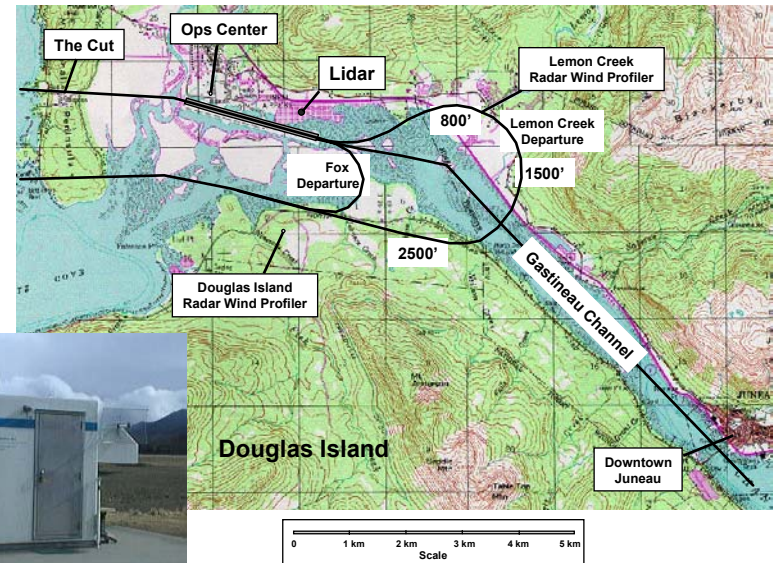 The Cut
Ops Center
Lidar
Lemon Creek
Radar Wind Profiler
800'
Lemon Creek
Departure
1500'
Fox
Departure
2500'
Douglas Island
Radar Wind Profiler
Gastineau Channel
Douglas Island
Downtown
Juneau
JUNEAU
0 1 km 2 km 3 km 4 km 5 km
Scale